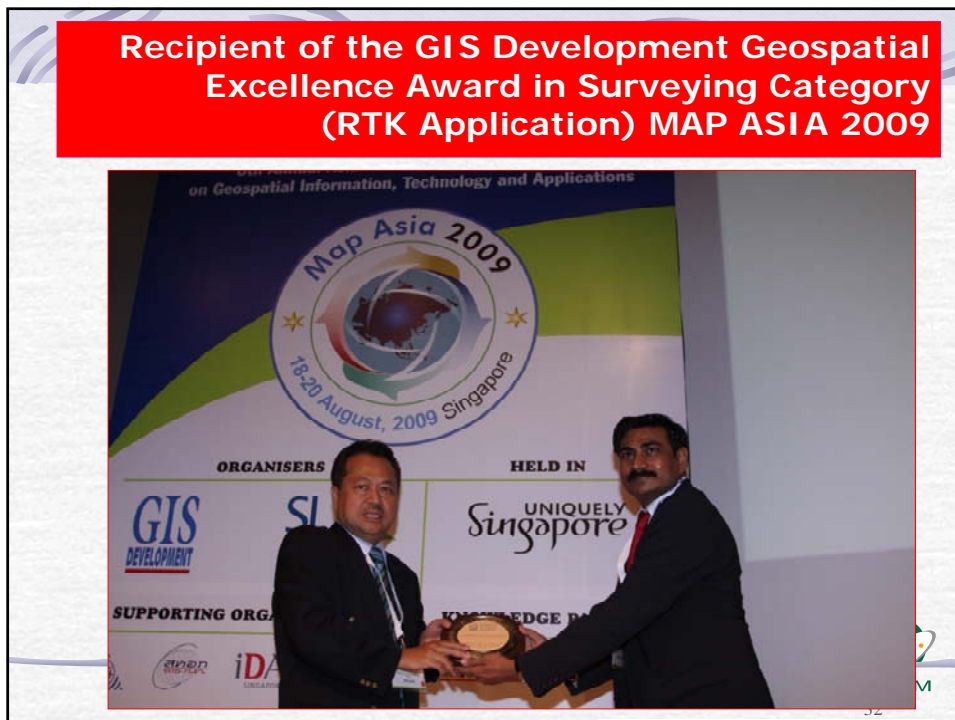 Recipient of the GIS Development Geospatial
Excellence Award in Surveying Category
(RTK Application) MAP ASIA 2009
on Geospatial Information, Technology and Applications
Map Asia 2009
18-20 August, 2009 Singapore
ORGANISERS
HELD IN
GIS
DEVELOPMENT
UNIQUELY
Singapore
SUPPORTING
M
32